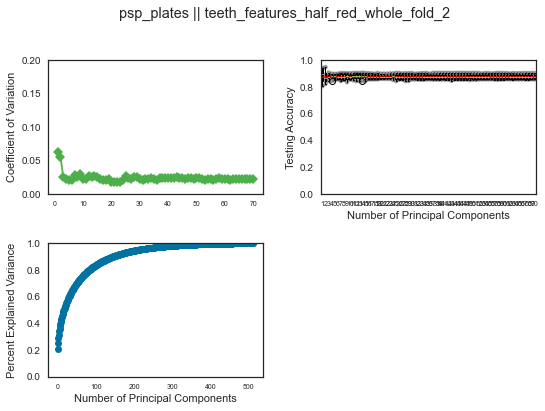 psp_plates || teeth_features_half_red_whole_fold_2
Coefficient of Variation
0.20
0.15
0.10
0.05
0.00
0 10 20 30 40 50 60 70
Testing Accuracy
1.0
0.8
0.6
0.4
0.2
0.0
Number of Principal Components
Percent Explained Variance
1.0
0.8
0.6
0.4
0.2
0.0
0 100 200 300 400 500
Number of Principal Components